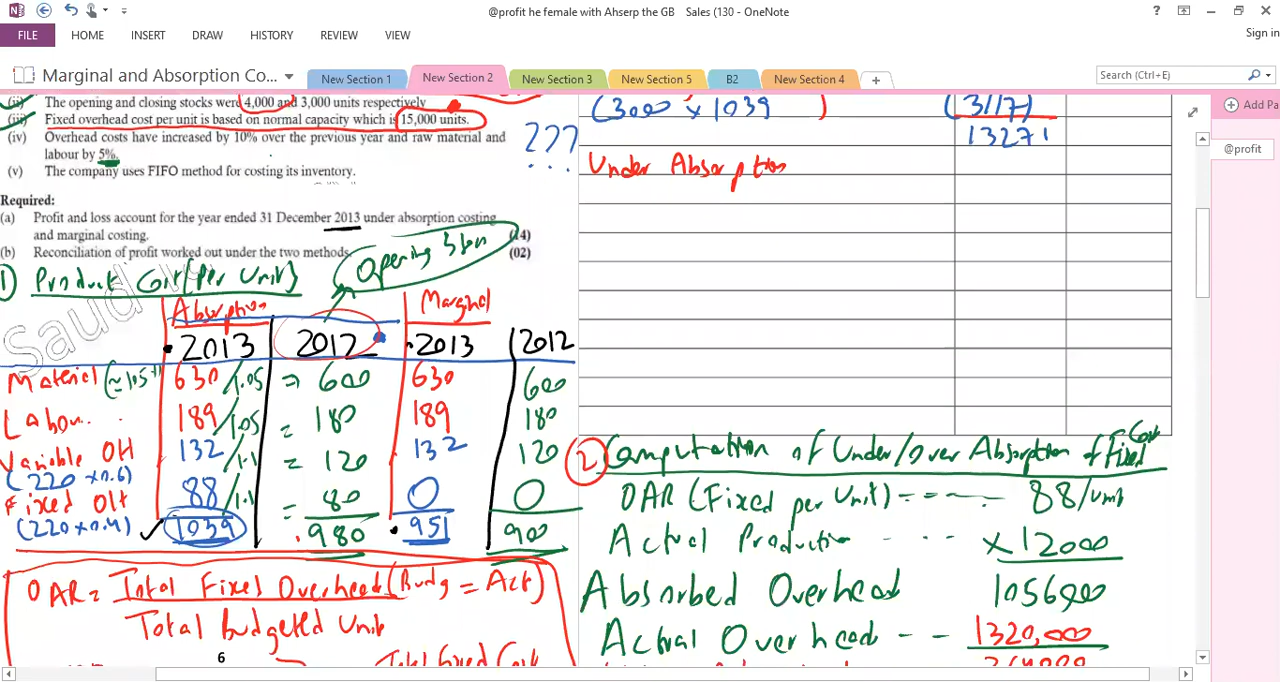 @profit he female with Ahserp the GB    Sales (130 - OneNote
Sign in
FILE HOME INSERT DRAW HISTORY REVIEW VIEW
Marginal and Absorption Co...
New Section 1 New Section 2 New Section 3 New Section 5 B2 New Section 4 +
Search (Ctrl+E)
Add Pa
@profit
(ii) The opening and closing stocks were 4,000 and 3,000 units respectively
(iii) Fixed overhead cost per unit is based on normal capacity which is 15,000 units.
(iv) Overhead costs have increased by 10% over the previous year and raw material and
labour by 5%.
(v) The company uses FIFO method for costing its inventory.
???
Required:
(a) Profit and loss account for the year ended 31 December 2013 under absorption costing
and marginal costing. (14)
(b) Reconciliation of profit worked out under the two methods. (02)
Saud
1) Product Cost (per Unit)
Opening
Absorption Marginal
2013 2012 2013 2012
Material 630 /1.05 = 600 630 600
Labour 189 /1.05 = 180 189 180
Variable OH 132 /1.1 = 120 132 120
(220 x 0.6)
Fixed OH 88 /1.1 = 80 0 0
(220 x 0.4) 1039 980 951 900
OAR = Total Fixed Overhead (Budg = Act)
Total budgeted Unit
6
Total Fixed Cost
(3000 x 1039 ) (3117)
13271
Under Absorption
2 Computation of Under/over Absorption of Fixed Cost
OAR (Fixed per Unit) - - - - 88/unit
Actual Production - - - x 12000
Absorbed Overhead 1056000
Actual Overhead - - 1320,000
264000